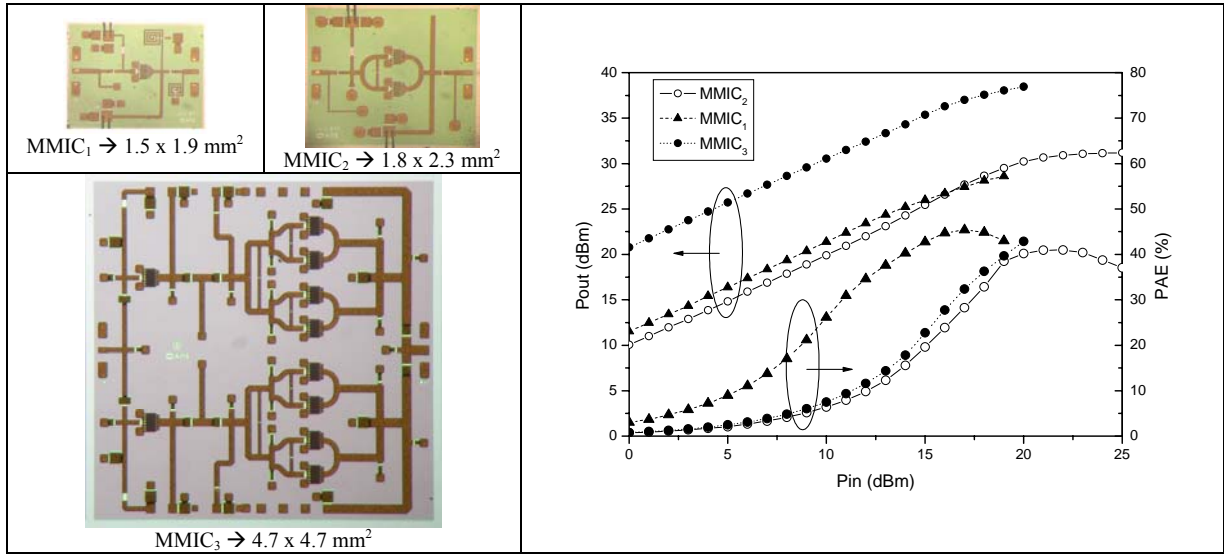 MMIC₁ → 1.5 x 1.9 mm²
MMIC₂ → 1.8 x 2.3 mm²
MMIC₃ → 4.7 x 4.7 mm²
MMIC₂
MMIC₁
MMIC₃
Pout (dBm)
40
35
30
25
20
15
10
5
0
PAE (%)
80
70
60
50
40
30
20
10
0
0 5 10 15 20 25
Pin (dBm)